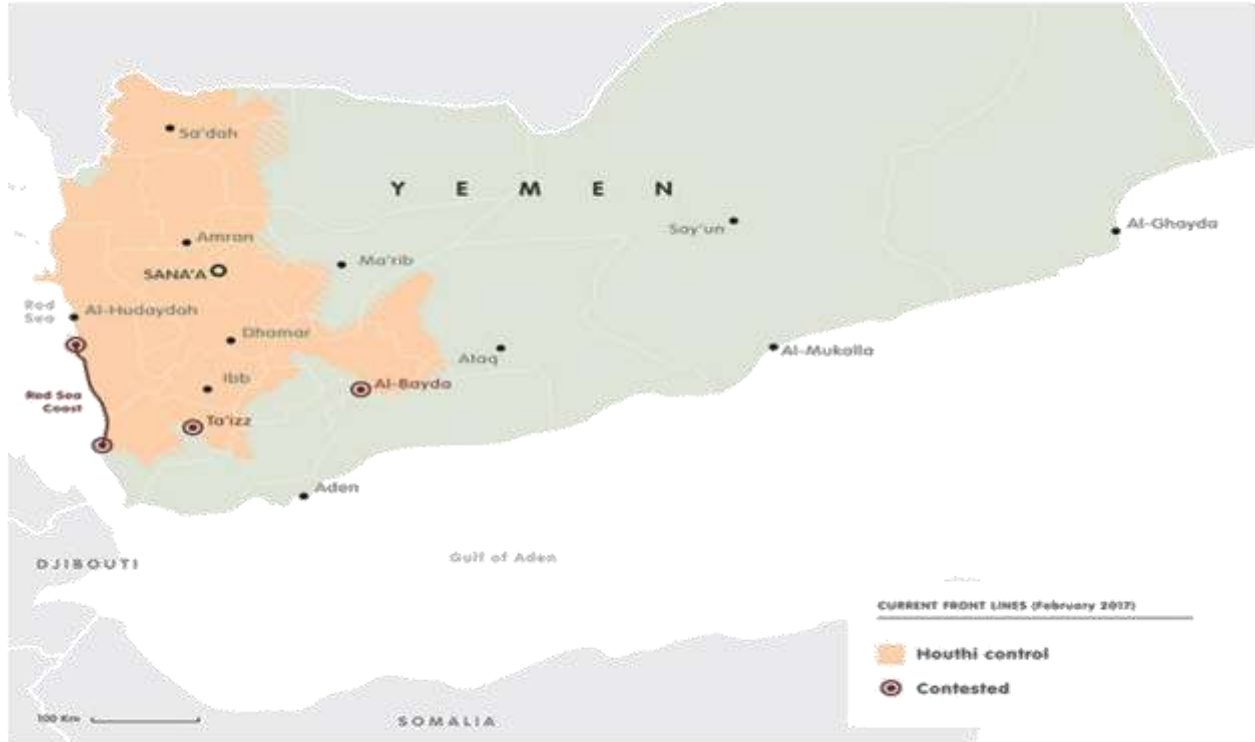 Sa'dah
Y E M E N
Say'un
Al-Ghayda
Amran
SANA'A
Ma'rib
Red
Sea
Al-Hudaydah
Dhamar
Ataq
Al-Mukalla
Ibb
Al-Bayda
Red Sea
Coast
Ta'izz
Aden
DJIBOUTI
Gulf of Aden
CURRENT FRONT LINES (February 2017)
Houthi control
Contested
100 Km
SOMALIA